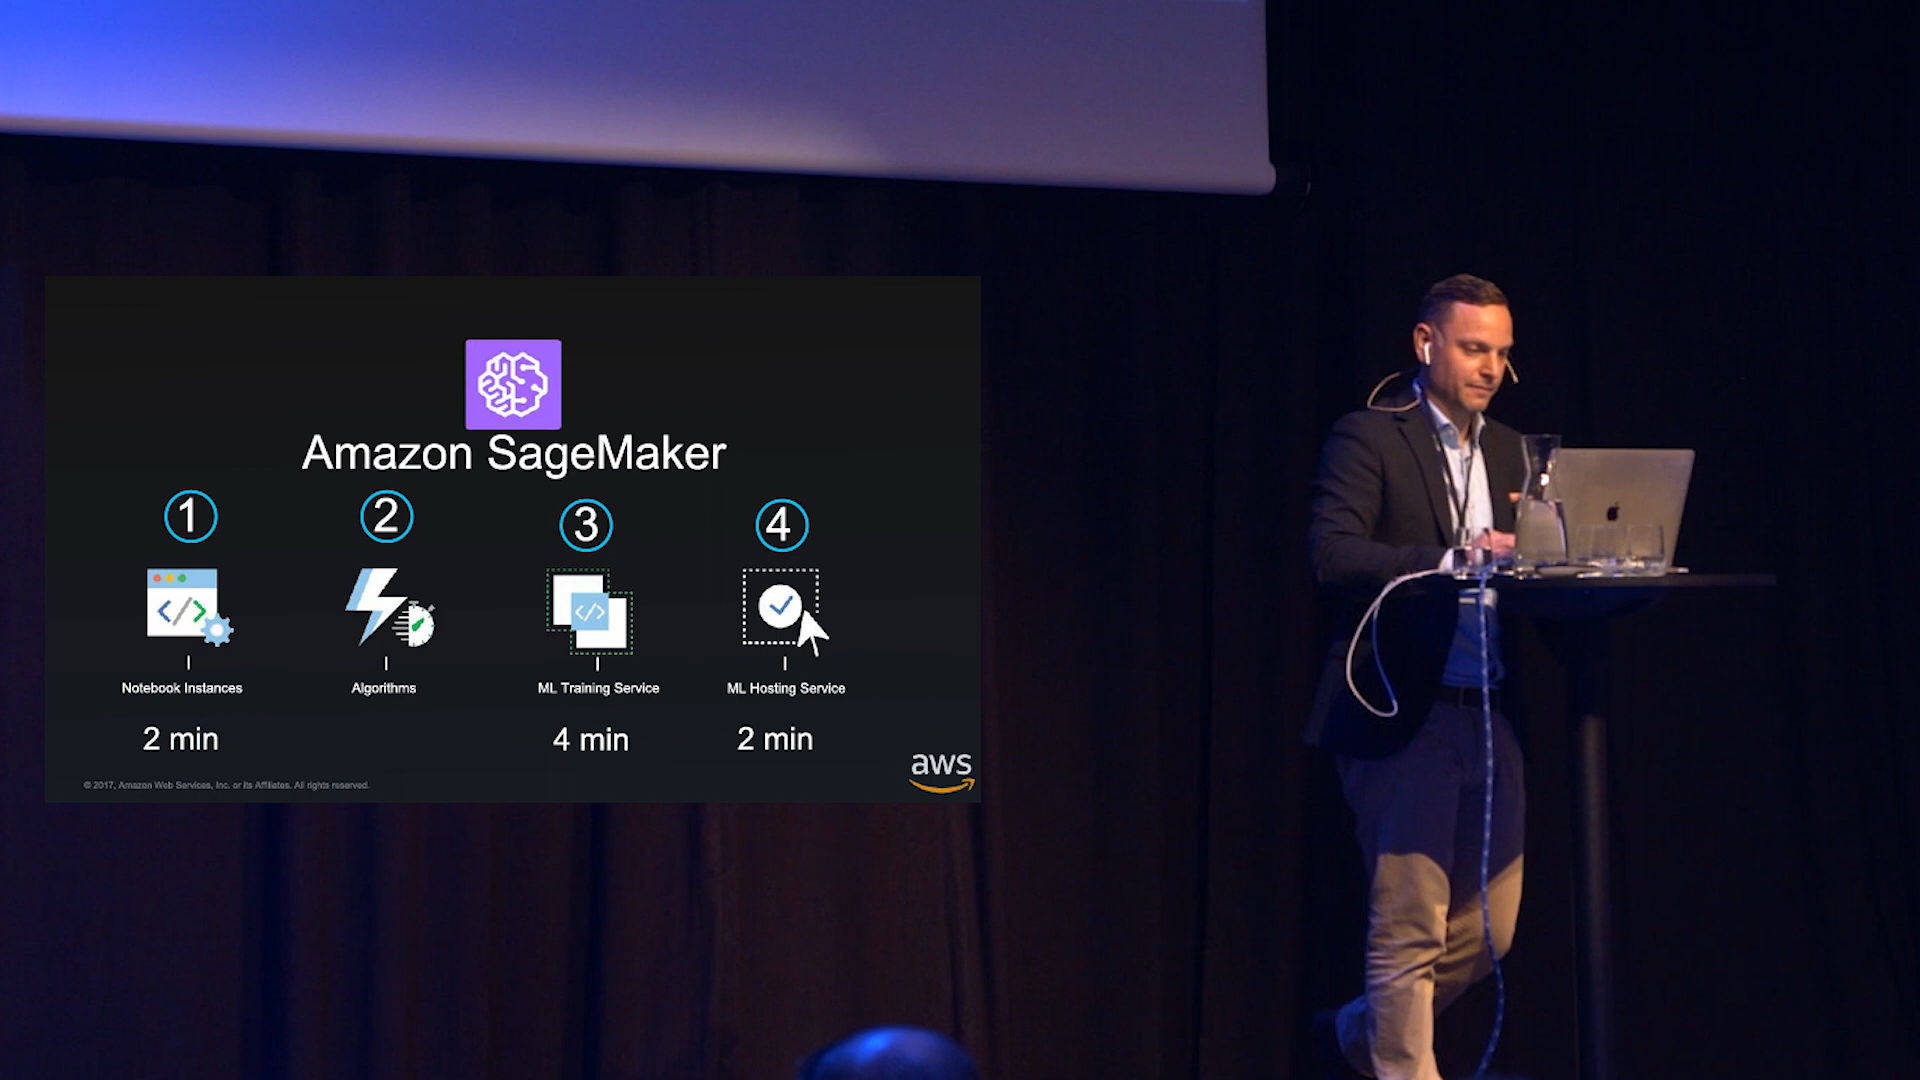 Amazon SageMaker
1 2 3 4
Notebook Instances Algorithms ML Training Service ML Hosting Service
2 min 4 min 2 min
© 2017, Amazon Web Services, Inc. or its Affiliates. All rights reserved.
aws